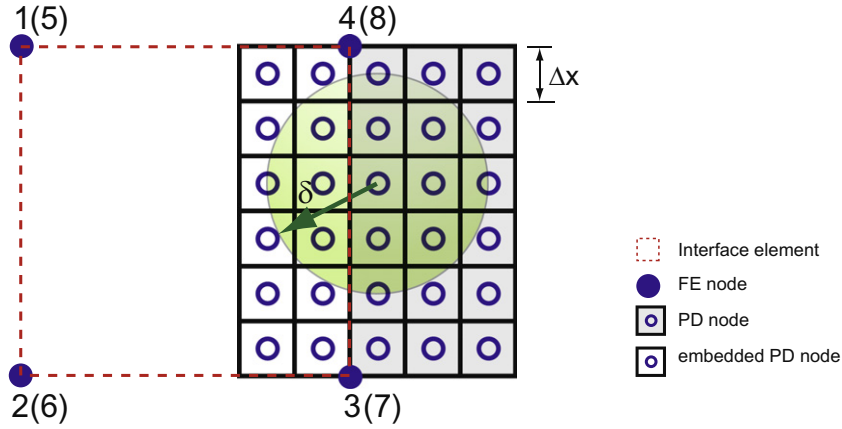 1(5)
4(8)
Δx
δ
2(6)
3(7)
Interface element
FE node
PD node
embedded PD node